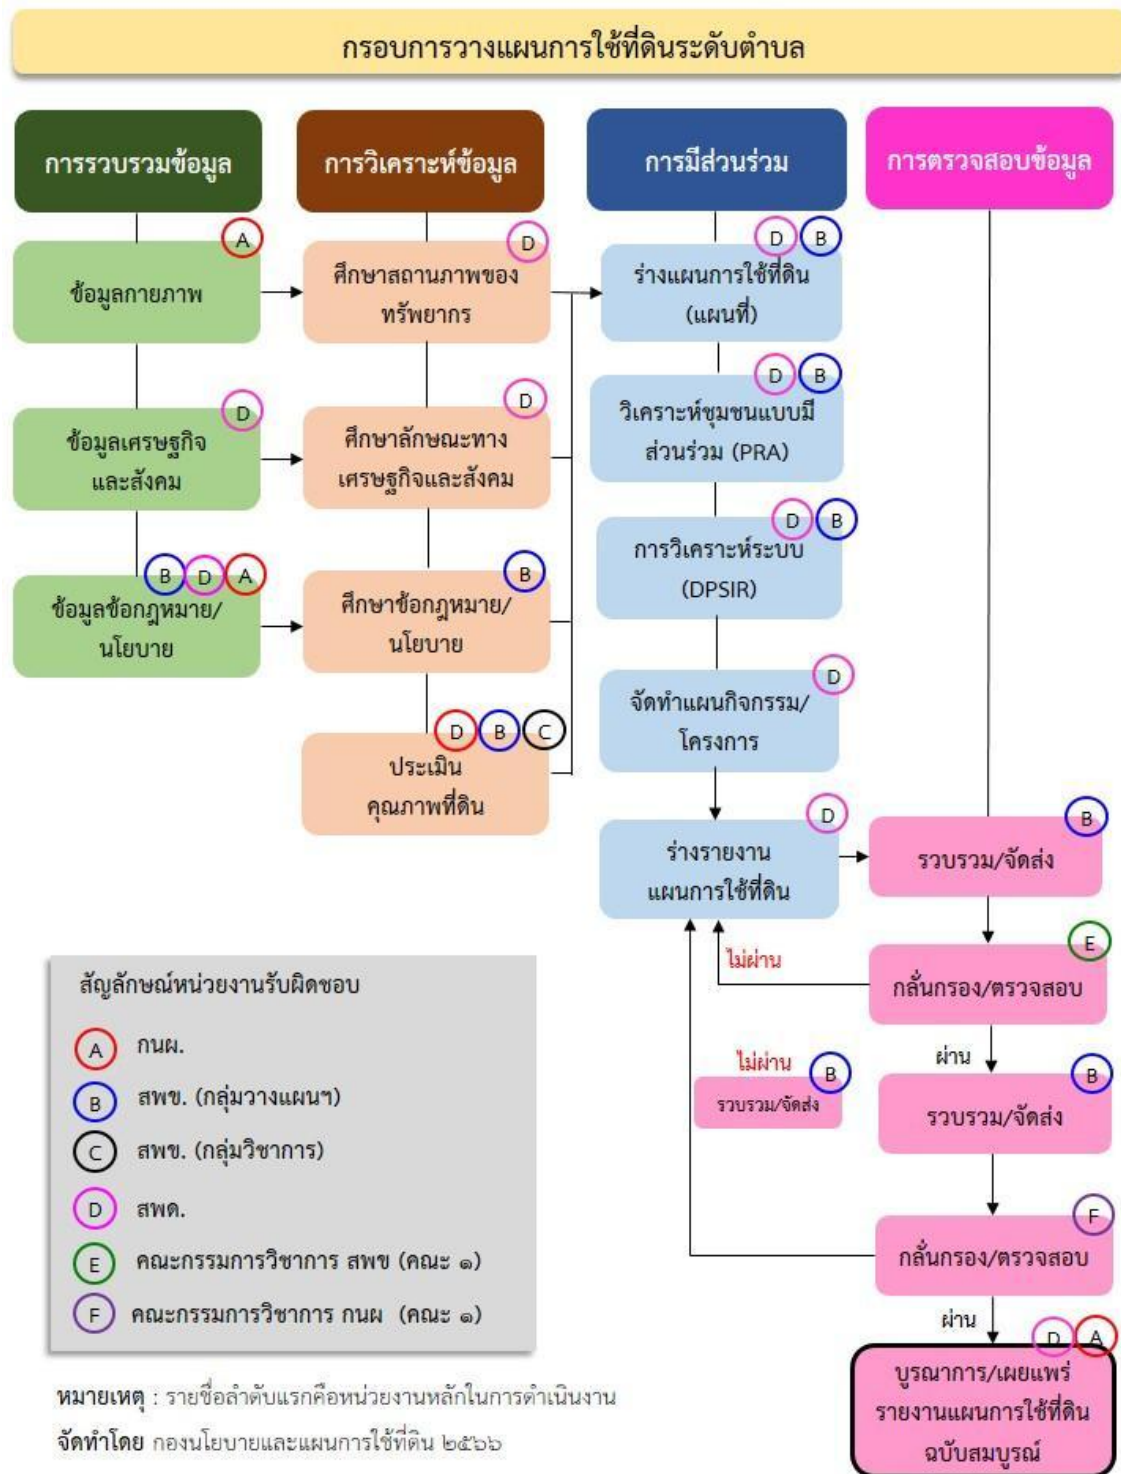 กรอบการวางแผนการใช้ที่ดินระดับตำบล
การรวบรวมข้อมูล
การวิเคราะห์ข้อมูล
การมีส่วนร่วม
การตรวจสอบข้อมูล
A
ข้อมูลกายภาพ
D
ข้อมูลเศรษฐกิจ
และสังคม
B D A
ข้อมูลข้อกฎหมาย/
นโยบาย
D
ศึกษาสถานภาพของ
ทรัพยากร
D
ศึกษาลักษณะทาง
เศรษฐกิจและสังคม
B
ศึกษาข้อกฎหมาย/
นโยบาย
D B C
ประเมิน
คุณภาพที่ดิน
D B
ร่างแผนการใช้ที่ดิน
(แผนที่)
D B
วิเคราะห์ชุมชนแบบมี
ส่วนร่วม (PRA)
D B
การวิเคราะห์ระบบ
(DPSIR)
D
จัดทำแผนกิจกรรม/
โครงการ
D
ร่างรายงาน
แผนการใช้ที่ดิน
B
รวบรวม/จัดส่ง
E
กลั่นกรอง/ตรวจสอบ
ไม่ผ่าน
ผ่าน
B
รวบรวม/จัดส่ง
ไม่ผ่าน
B
รวบรวม/จัดส่ง
F
กลั่นกรอง/ตรวจสอบ
ผ่าน
D A
บูรณาการ/เผยแพร่
รายงานแผนการใช้ที่ดิน
ฉบับสมบูรณ์
สัญลักษณ์หน่วยงานรับผิดชอบ
A กนผ.
B สพข. (กลุ่มวางแผนฯ)
C สพข. (กลุ่มวิชาการ)
D สพด.
E คณะกรรมการวิชาการ สพข (คณะ ๑)
F คณะกรรมการวิชาการ กนผ (คณะ ๑)
หมายเหตุ : รายชื่อลำดับแรกคือหน่วยงานหลักในการดำเนินงาน
จัดทำโดย กองนโยบายและแผนการใช้ที่ดิน ๒๕๖๖